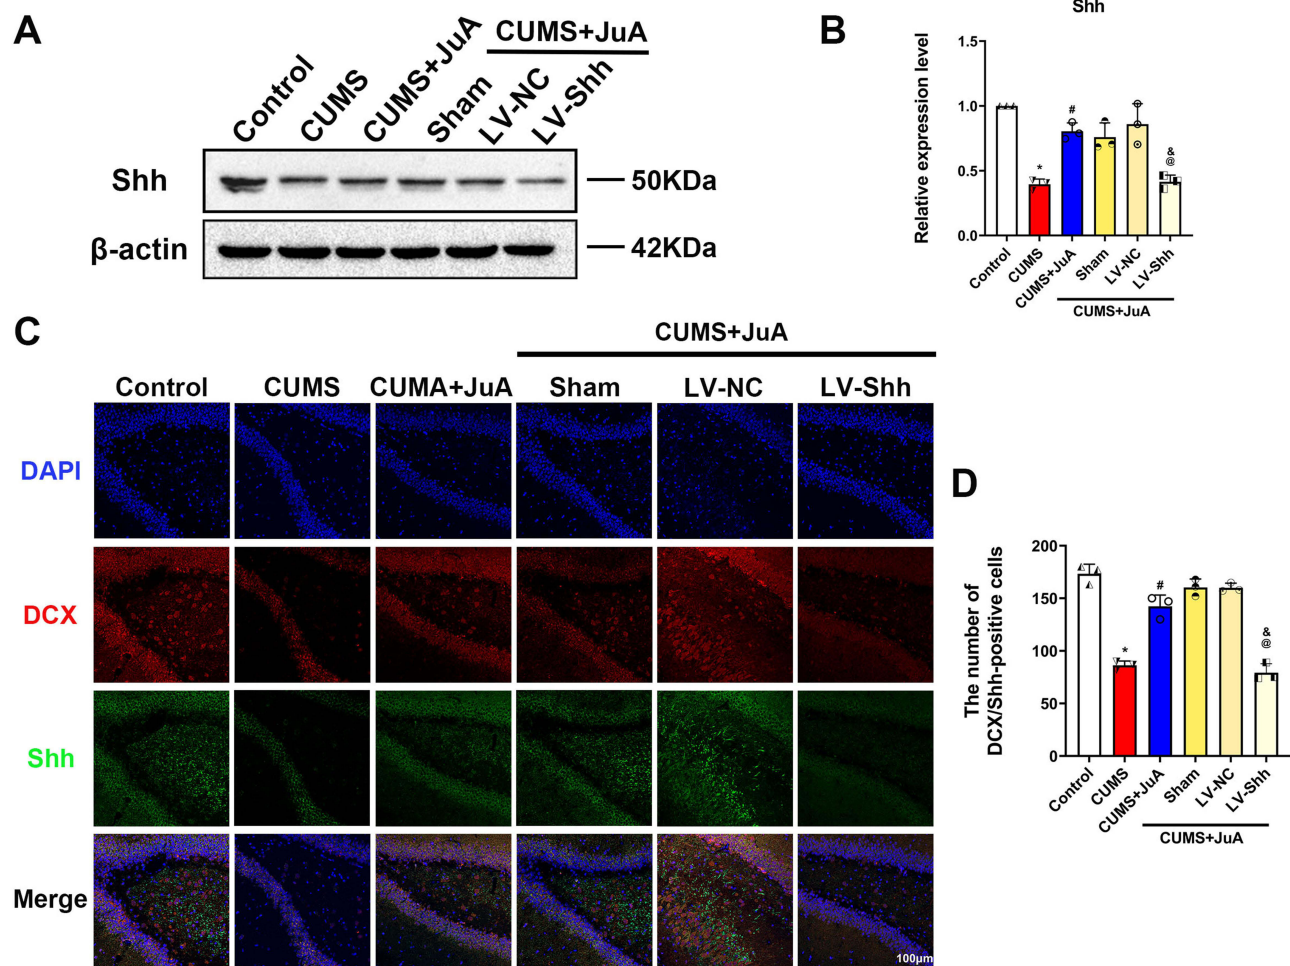 A
CUMS+JuA
Control
CUMS
CUMS+JuA
Sham
LV-NC
LV-Shh
Shh
50KDa
β-actin
42KDa
B
Shh
Relative expression level
1.5
1.0
0.5
0.0
*
#
&
@
Control
CUMS
CUMS+JuA
Sham
LV-NC
LV-Shh
CUMS+JuA
C
CUMS+JuA
Control
CUMS
CUMA+JuA
Sham
LV-NC
LV-Shh
DAPI
DCX
Shh
Merge
100μm
D
The number of
DCX/Shh-positive cells
200
150
100
50
0
*
#
&
@
Control
CUMS
CUMS+JuA
Sham
LV-NC
LV-Shh
CUMS+JuA